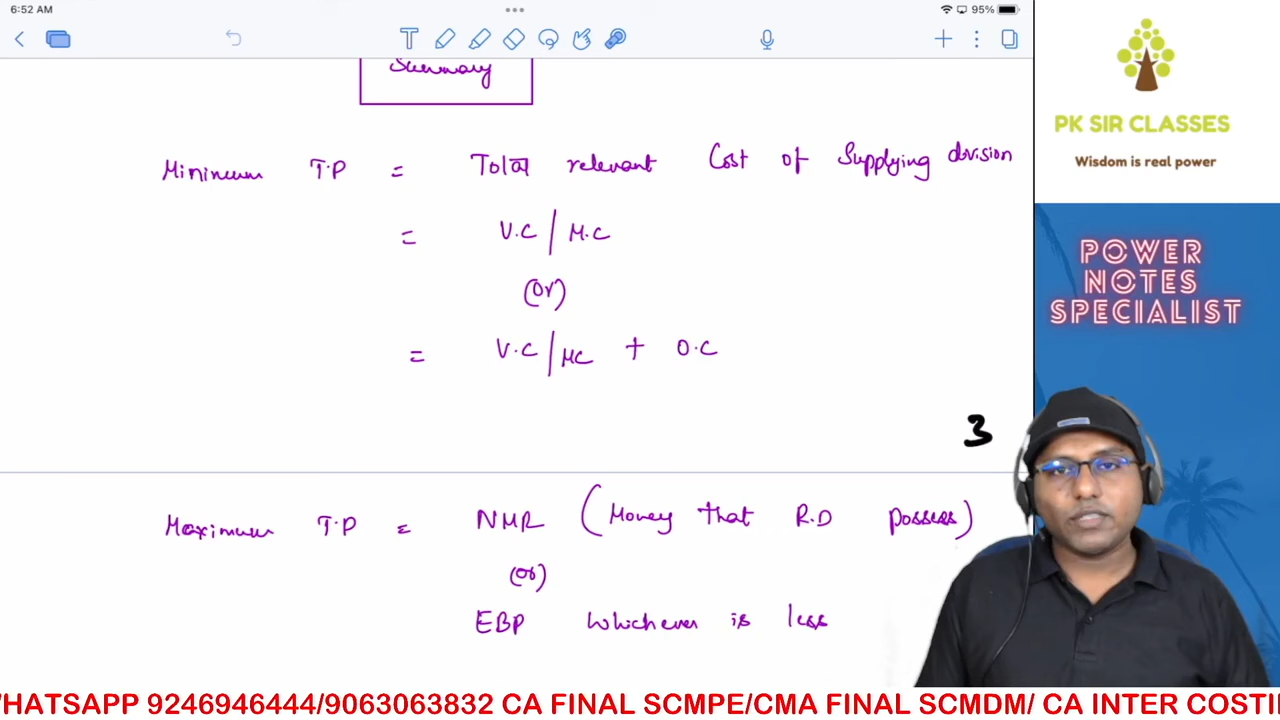 6:52 AM
95%
Summary
Minimum T.P = Total relevant Cost of Supplying division
= V.C / M.C
(Or)
= V.C / MC + O.C
3
Maximum T.P = NMR (Money that R.D possess)
(or)
EBP Whichever is less
PK SIR CLASSES
Wisdom is real power
POWER
NOTES
SPECIALIST
WHATSAPP 9246946444/9063063832 CA FINAL SCMPE/CMA FINAL SCMDM/ CA INTER COSTI